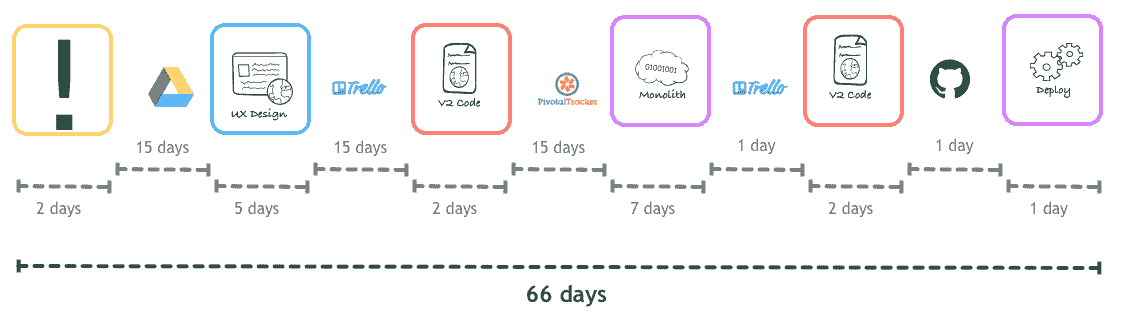 !
UX Design
Trello
V2 Code
PivotalTracker
01001001
Monolith
Trello
V2 Code
Deploy
15 days
15 days
15 days
1 day
1 day
2 days
5 days
2 days
7 days
2 days
1 day
66 days